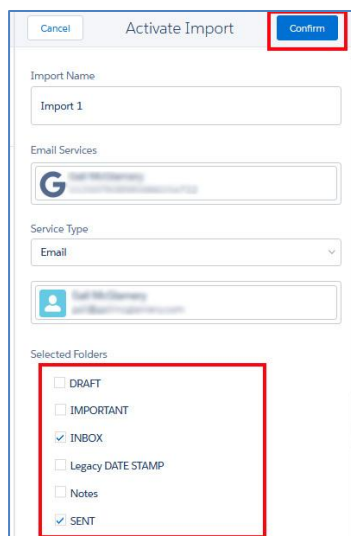 Cancel Activate Import Confirm
Import Name
Import 1
Email Services
G
Service Type
Email
Selected Folders
DRAFT
IMPORTANT
INBOX
Legacy DATE STAMP
Notes
SENT